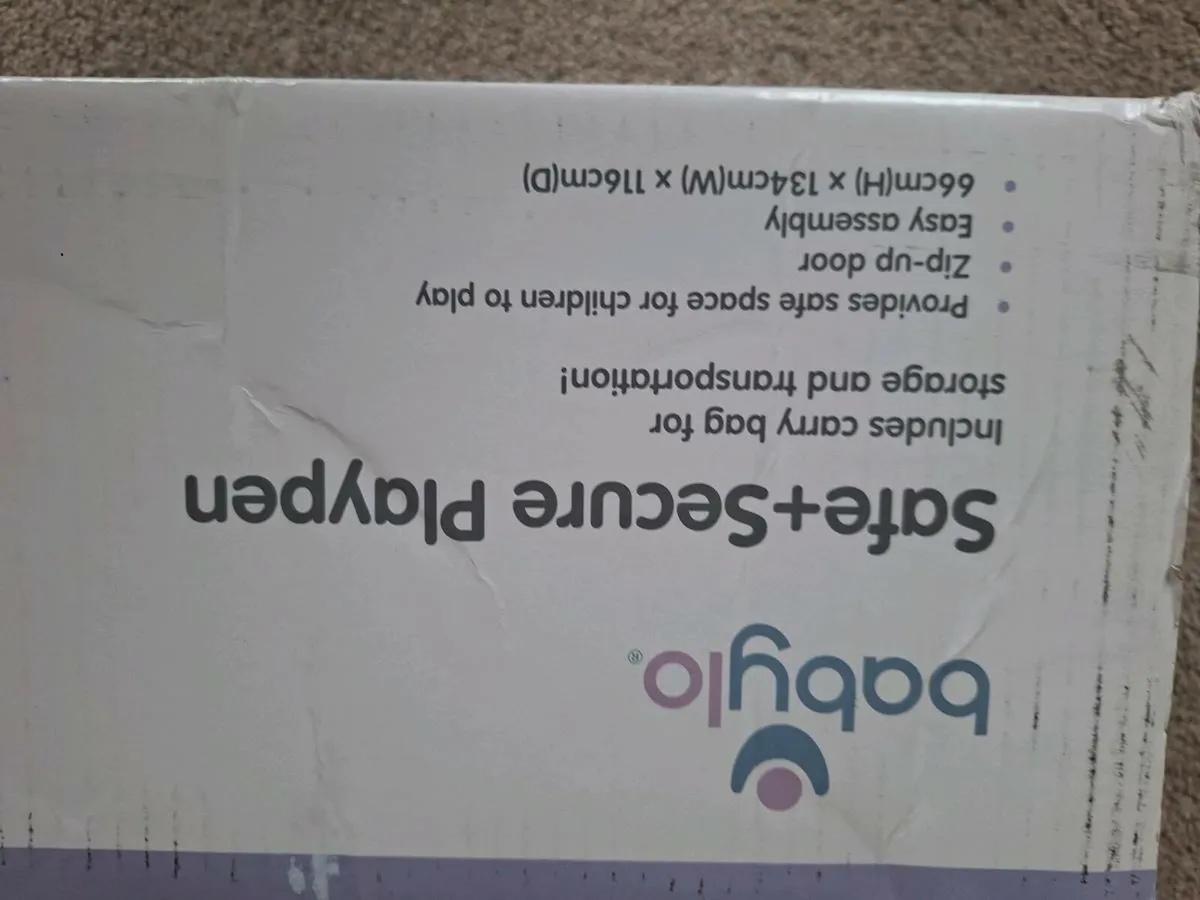 babylo®
Safe+Secure Playpen
Includes carry bag for
storage and transportation!
• Provides safe space for children to play
• Zip-up door
• Easy assembly
• 66cm(H) x 134cm(W) x 116cm(D)